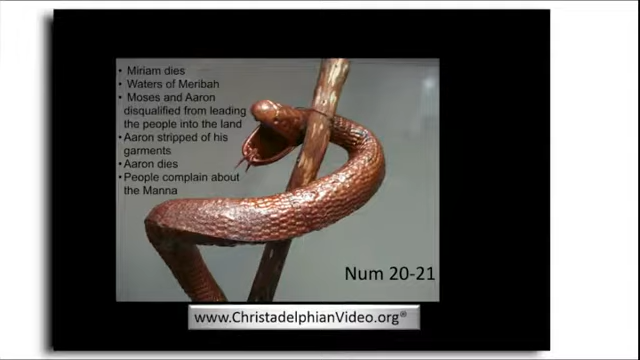 • Miriam dies
• Waters of Meribah
• Moses and Aaron
disqualified from leading
the people into the land
• Aaron stripped of his
garments
• Aaron dies
• People complain about
the Manna
Num 20-21
www.ChristadelphianVideo.org®